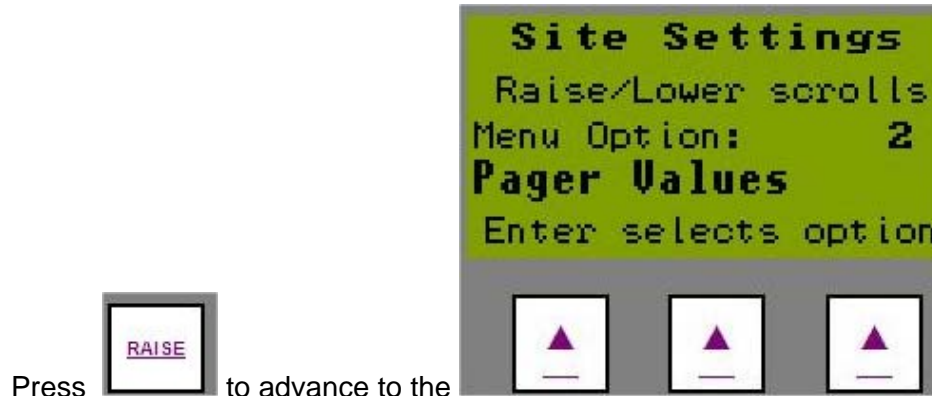 Site Settings
Raise/Lower scrolls
Menu Option: 2
Pager Values
Enter selects option
Press RAISE to advance to the